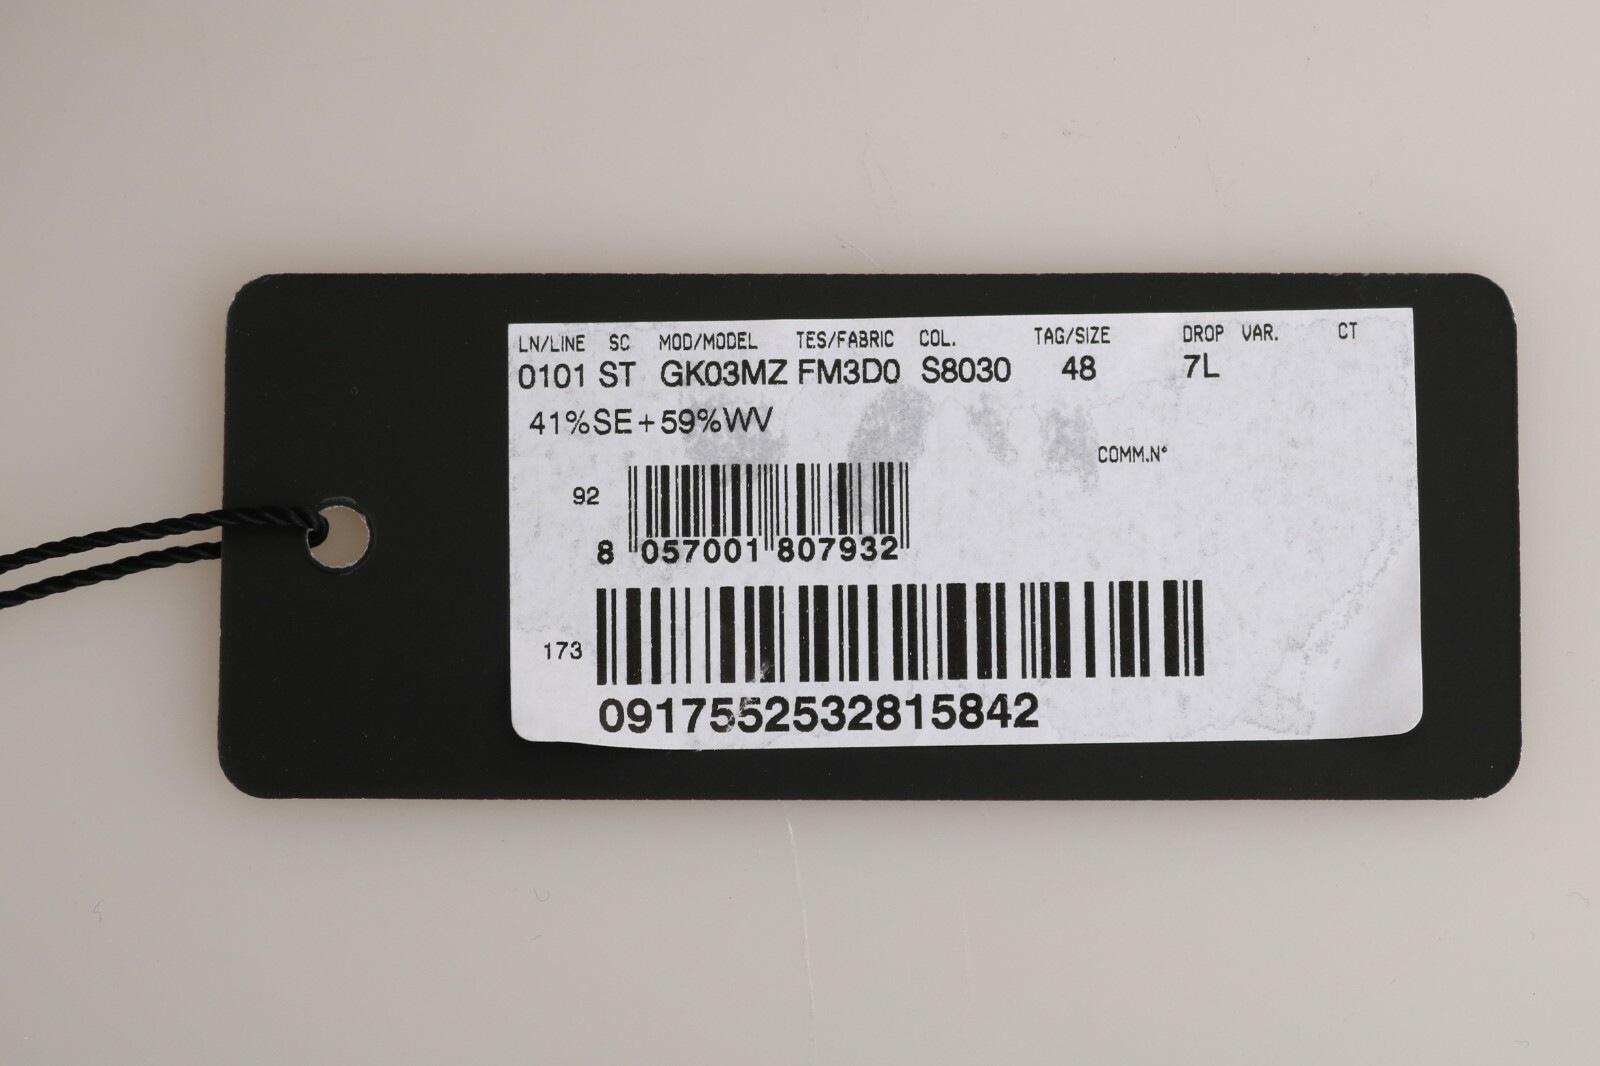 LN/LINE SC MOD/MODEL TES/FABRIC COL. TAG/SIZE DROP VAR. CT
0101 ST GK03MZ FM3D0 S8030 48 7L
41%SE+59%WV
COMM.N°
92
8 057001 807932
173
0917552532815842